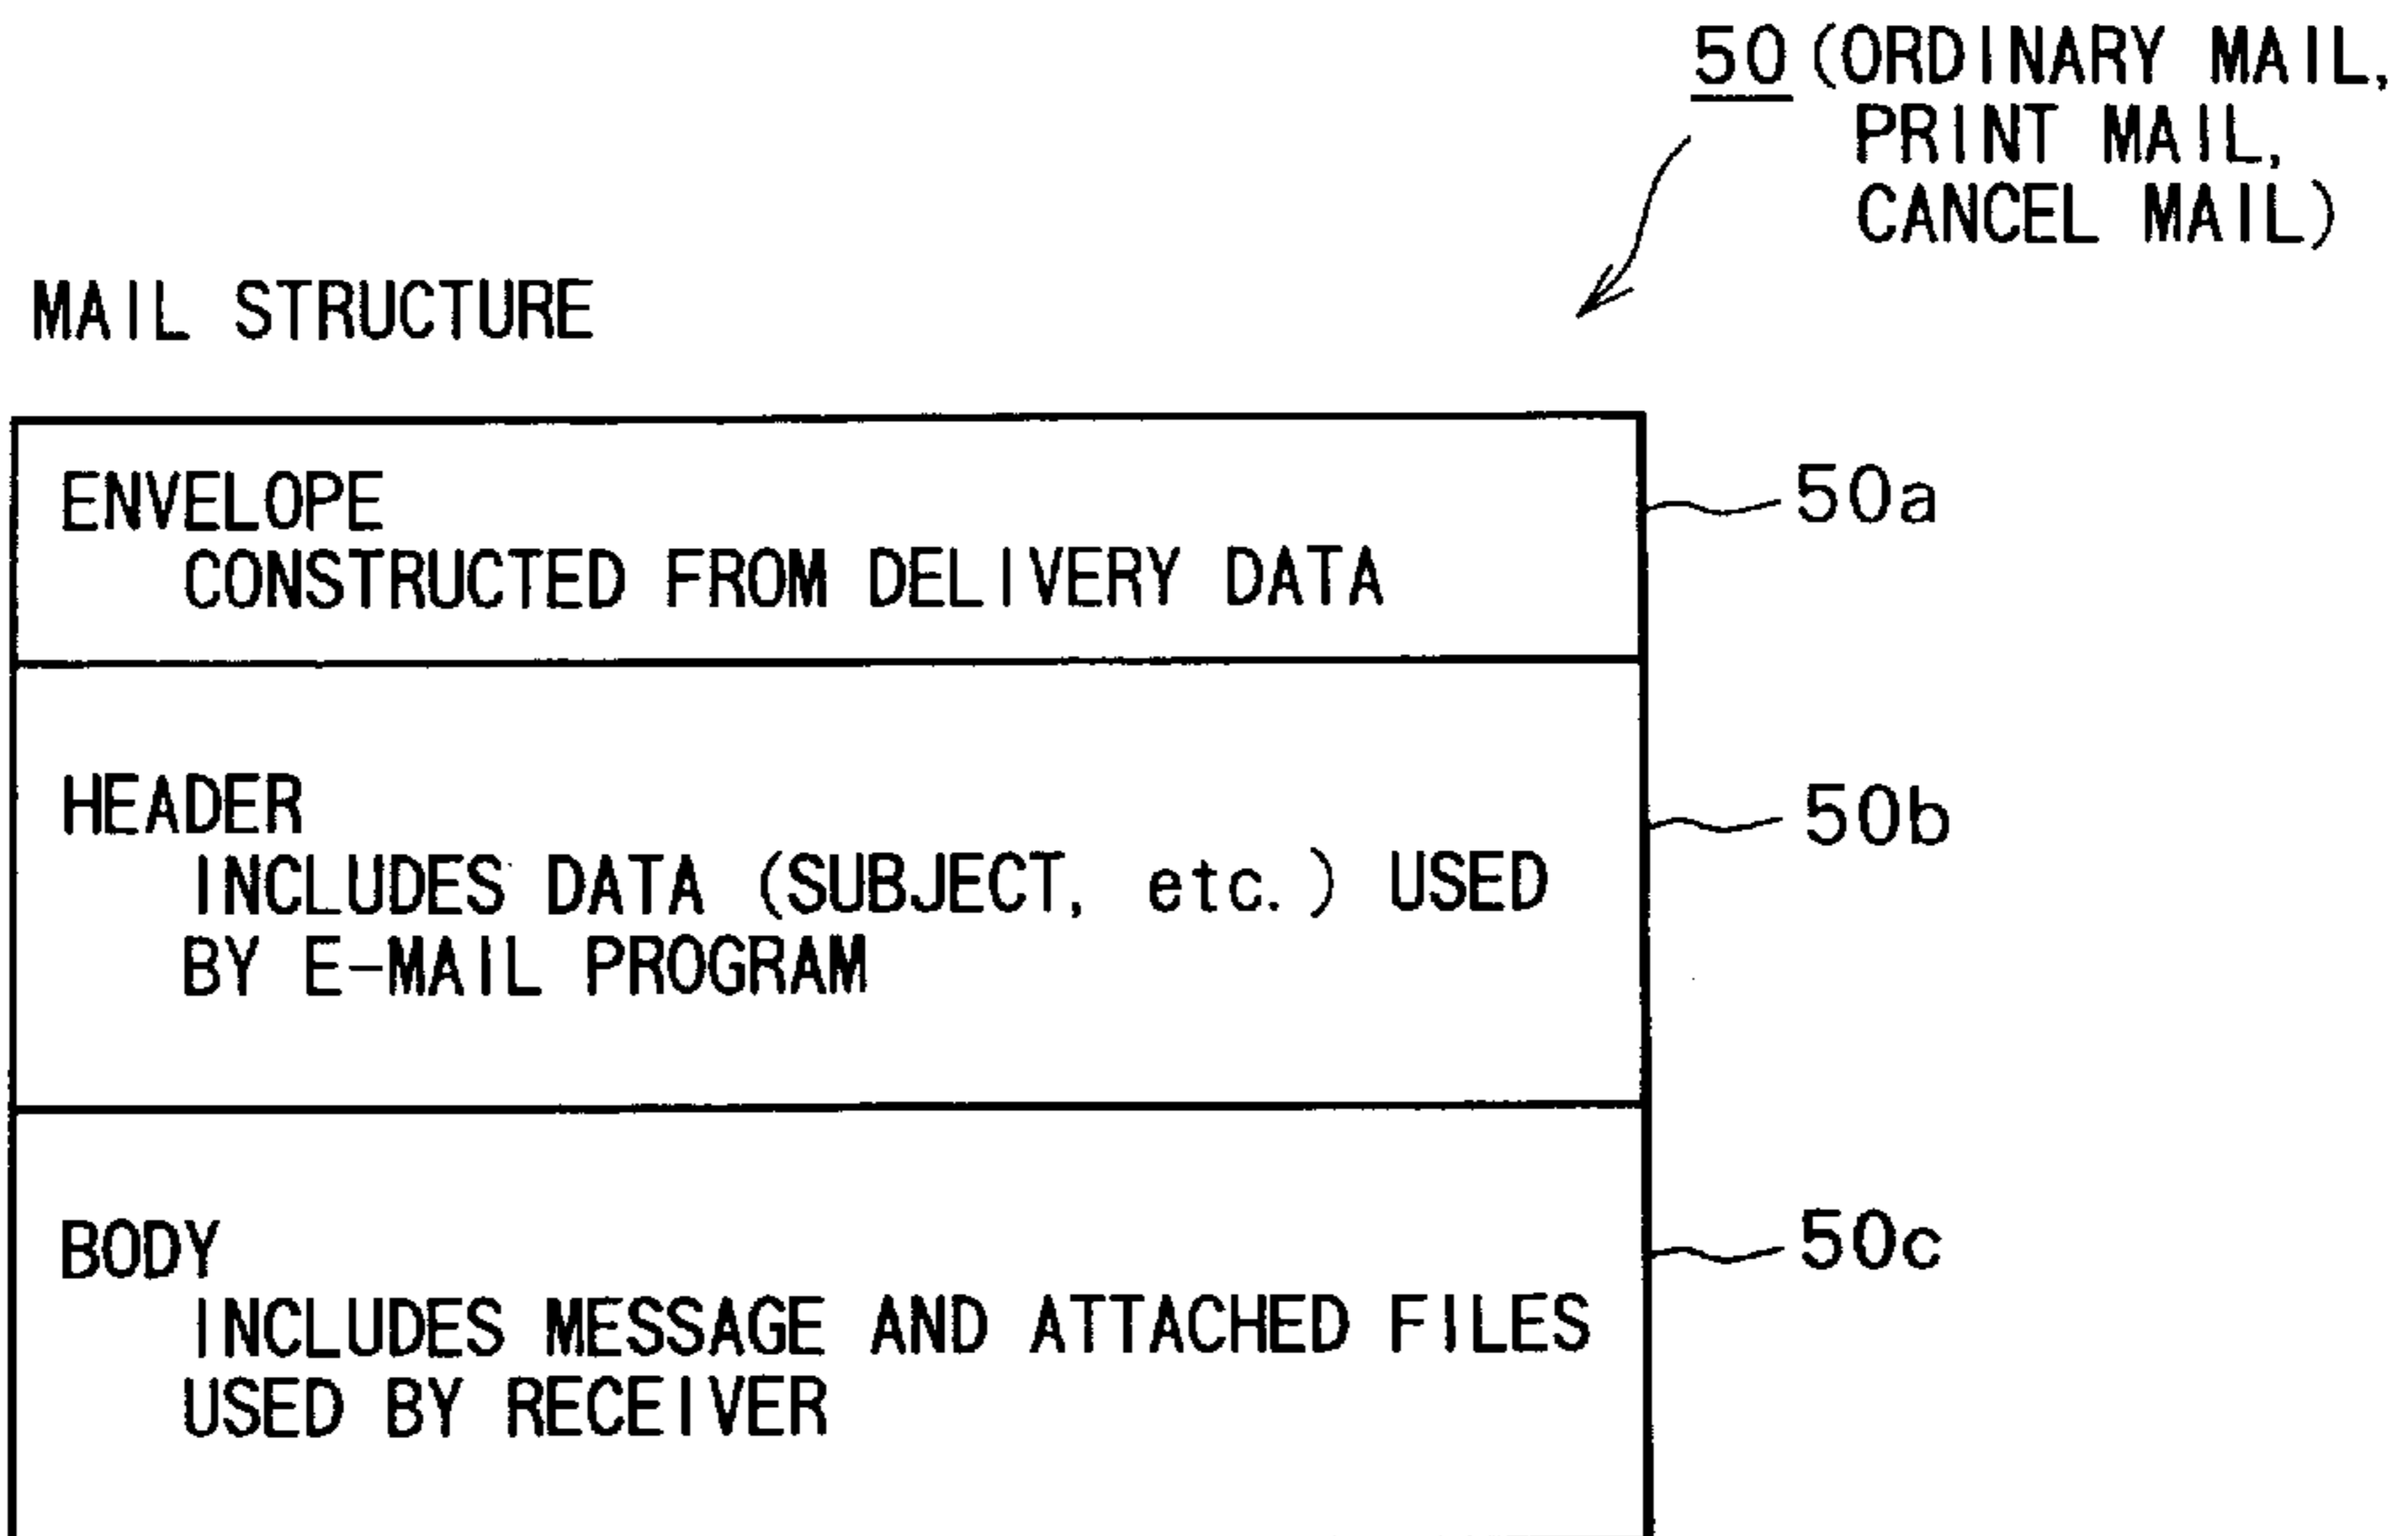 50 (ORDINARY MAIL,
PRINT MAIL,
CANCEL MAIL)
MAIL STRUCTURE
ENVELOPE
50a
CONSTRUCTED FROM DELIVERY DATA
HEADER
50b
INCLUDES DATA (SUBJECT, etc.) USED
BY E-MAIL PROGRAM
BODY
50c
INCLUDES MESSAGE AND ATTACHED FILES
USED BY RECEIVER